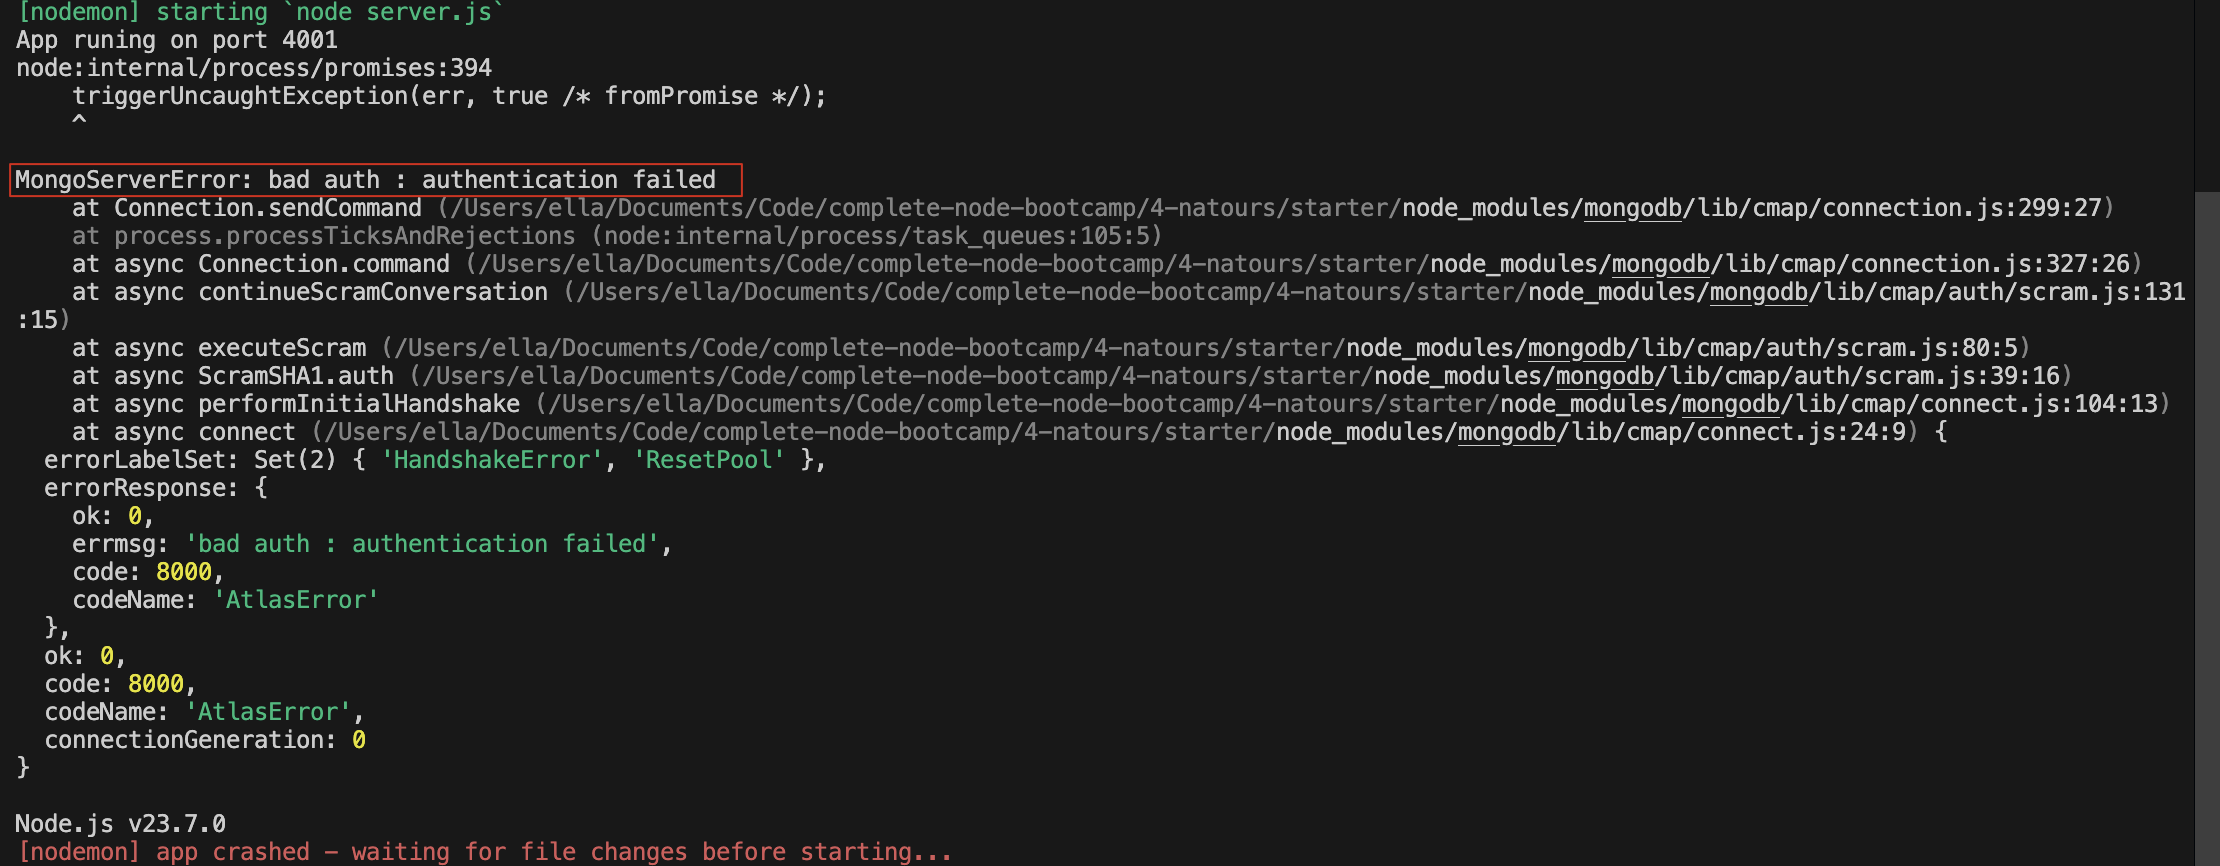 [nodemon] starting `node server.js`
App runing on port 4001
node:internal/process/promises:394
    triggerUncaughtException(err, true /* fromPromise */);
    ^

MongoServerError: bad auth : authentication failed
    at Connection.sendCommand (/Users/ella/Documents/Code/complete-node-bootcamp/4-natours/starter/node_modules/mongodb/lib/cmap/connection.js:299:27)
    at process.processTicksAndRejections (node:internal/process/task_queues:105:5)
    at async Connection.command (/Users/ella/Documents/Code/complete-node-bootcamp/4-natours/starter/node_modules/mongodb/lib/cmap/connection.js:327:26)
    at async continueScramConversation (/Users/ella/Documents/Code/complete-node-bootcamp/4-natours/starter/node_modules/mongodb/lib/cmap/auth/scram.js:131
:15)
    at async executeScram (/Users/ella/Documents/Code/complete-node-bootcamp/4-natours/starter/node_modules/mongodb/lib/cmap/auth/scram.js:80:5)
    at async ScramSHA1.auth (/Users/ella/Documents/Code/complete-node-bootcamp/4-natours/starter/node_modules/mongodb/lib/cmap/auth/scram.js:39:16)
    at async performInitialHandshake (/Users/ella/Documents/Code/complete-node-bootcamp/4-natours/starter/node_modules/mongodb/lib/cmap/connect.js:104:13)
    at async connect (/Users/ella/Documents/Code/complete-node-bootcamp/4-natours/starter/node_modules/mongodb/lib/cmap/connect.js:24:9) {
  errorLabelSet: Set(2) { 'HandshakeError', 'ResetPool' },
  errorResponse: {
    ok: 0,
    errmsg: 'bad auth : authentication failed',
    code: 8000,
    codeName: 'AtlasError'
  },
  ok: 0,
  code: 8000,
  codeName: 'AtlasError',
  connectionGeneration: 0
}

Node.js v23.7.0
[nodemon] app crashed - waiting for file changes before starting...